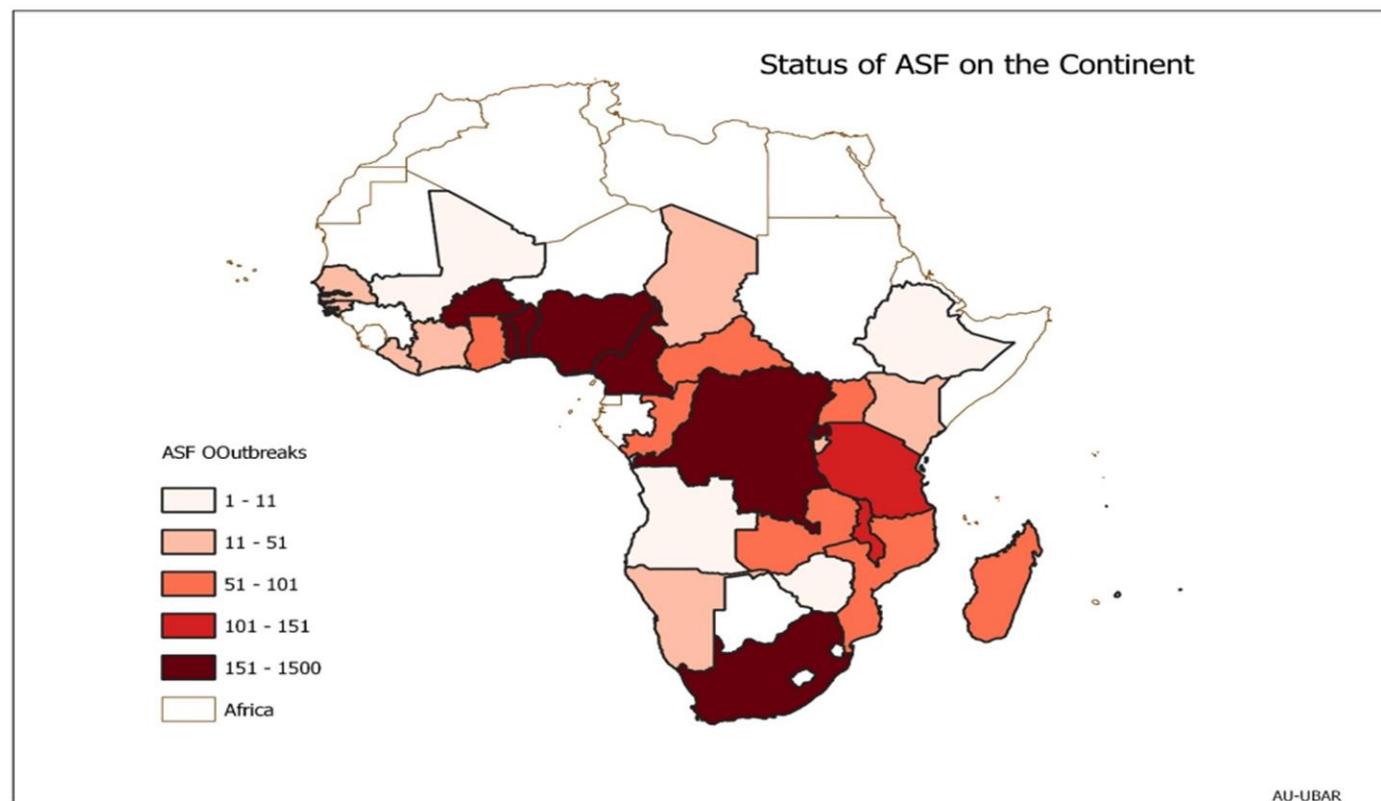 Status of ASF on the Continent
ASF OOutbreaks
1 - 11
11 - 51
51 - 101
101 - 151
151 - 1500
Africa
AU-UBAR